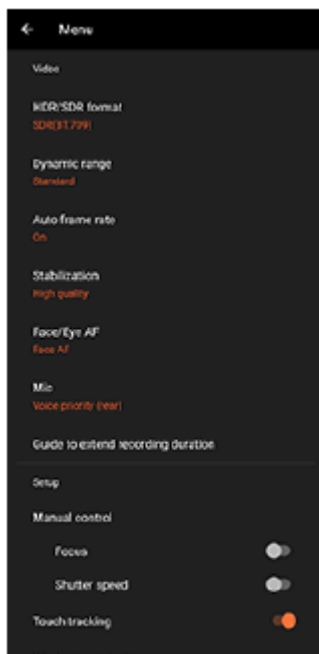 Menu
Video
HDR/SDR format
SDR(BT.709)
Dynamic range
Standard
Auto frame rate
On
Stabilization
High quality
Face/Eye AF
Face AF
Mic
Voice priority (rear)
Guide to extend recording duration
Setup
Manual control
Focus
Shutter speed
Touch tracking